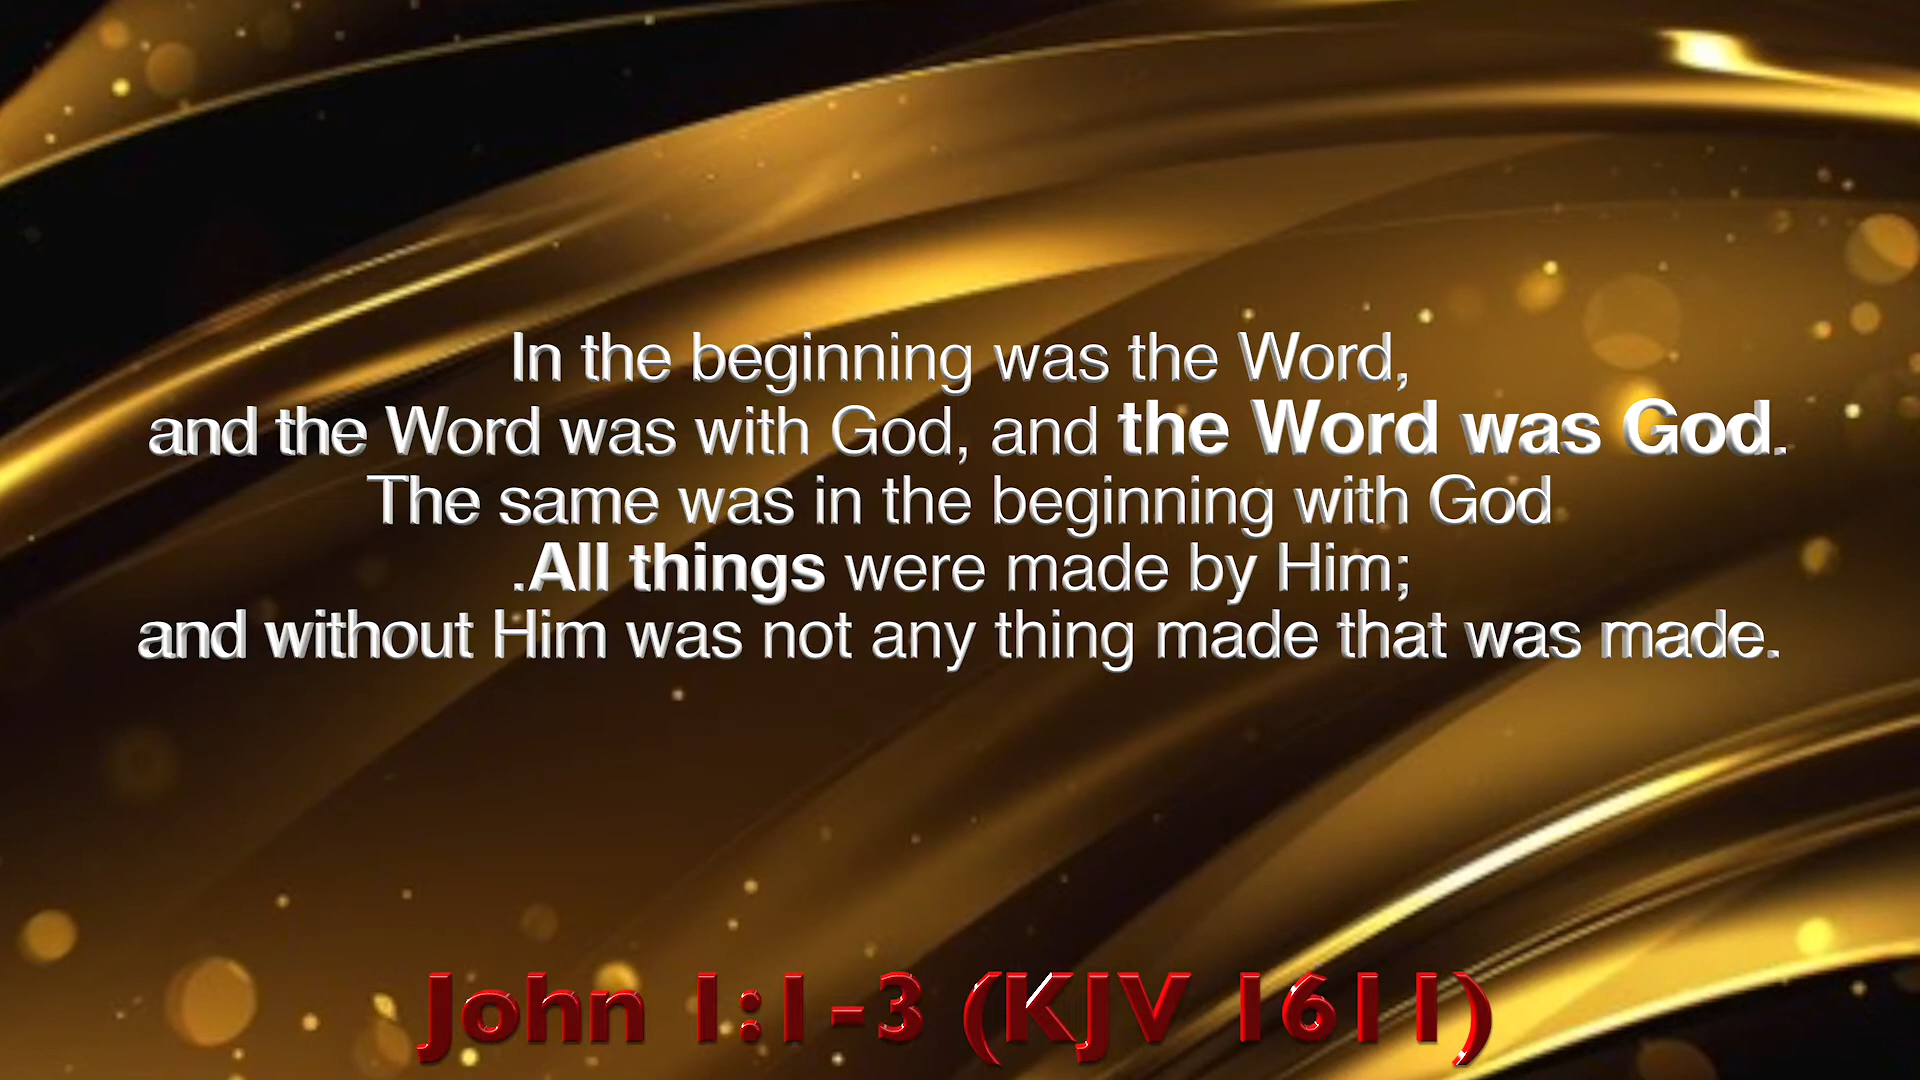 In the beginning was the Word,
and the Word was with God, and the Word was God.
The same was in the beginning with God
.All things were made by Him;
and without Him was not any thing made that was made.
John 1:1-3 (KJV 1611)